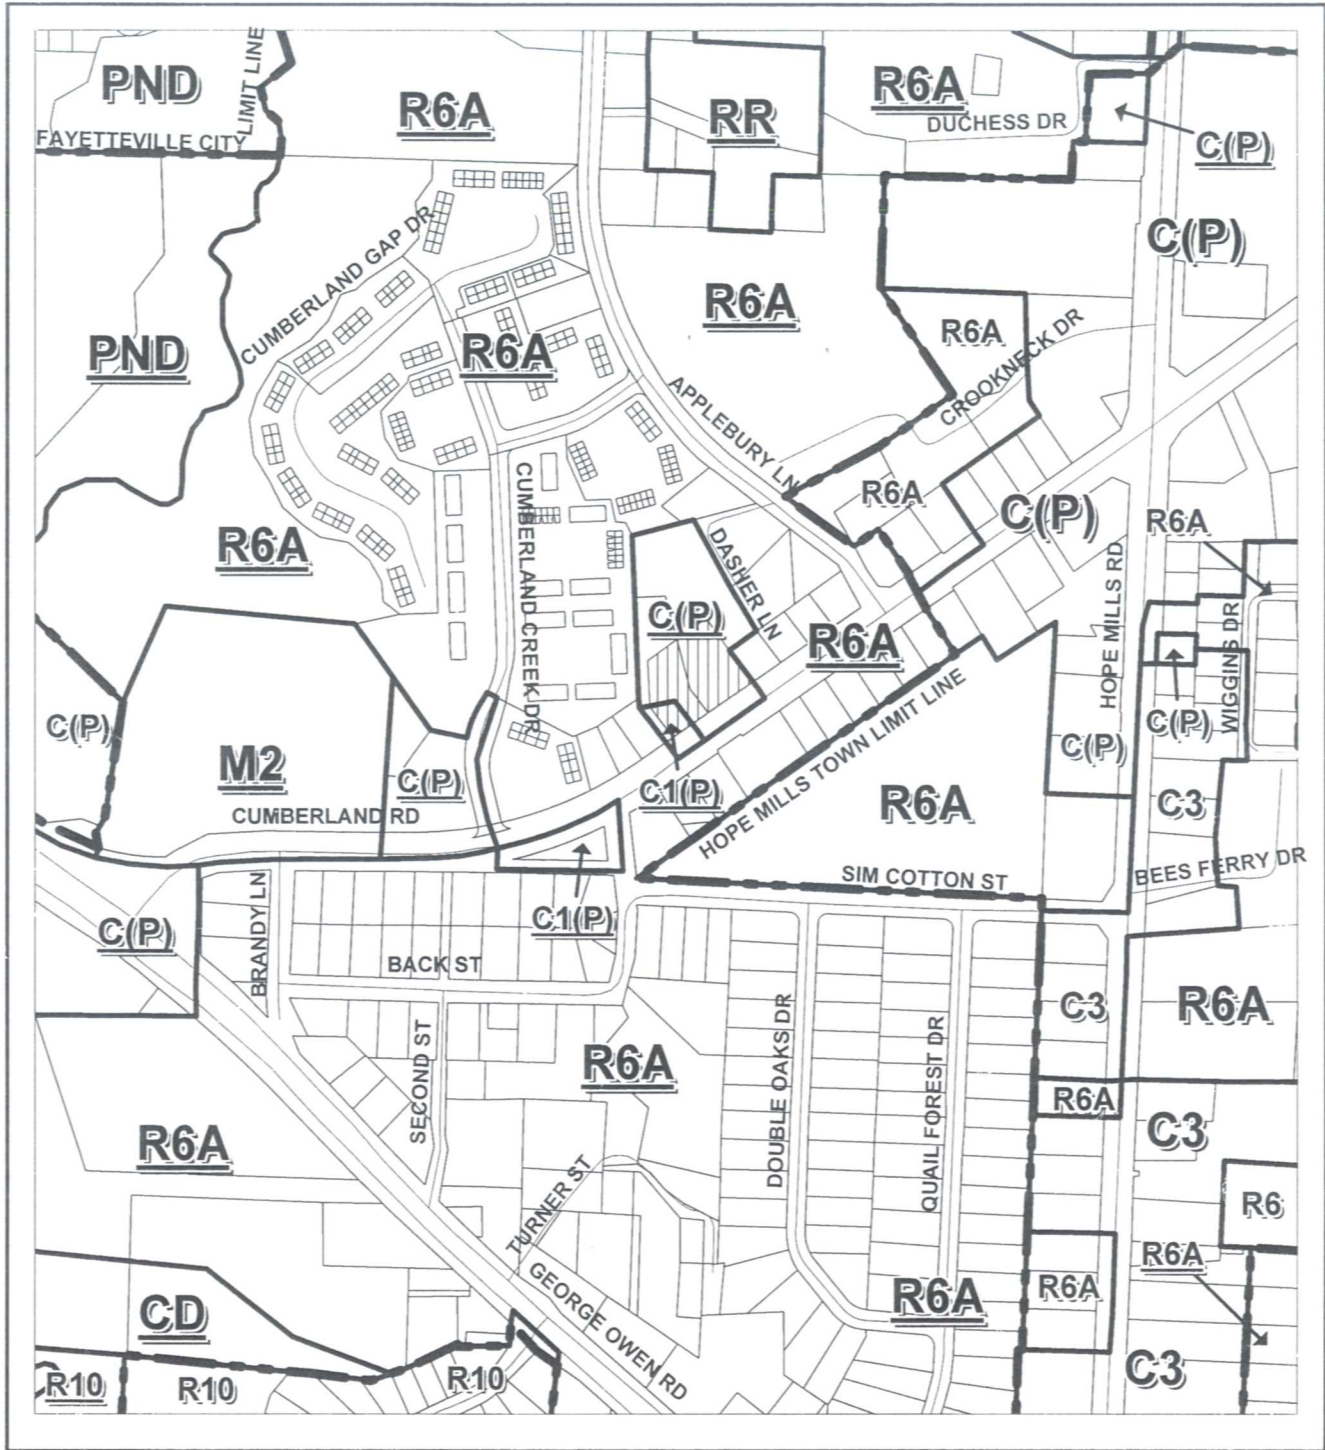 PND
LIMIT LINE
R6A
RR
R6A
DUCHESS DR
C(P)
FAYETTEVILLE CITY
C(P)
CUMBERLAND GAP DR
R6A
R6A
PND
R6A
CROOKNECK DR
APPLEBURY LN
R6A
C(P)
R6A
R6A
CUMBERLAND CREEK DR
DASHER LN
HOPE MILLS RD
C(P)
R6A
WIGGINS DR
C(P)
C(P)
C(P)
M2
C(P)
C1(P)
HOPE MILLS TOWN LIMIT LINE
R6A
C3
CUMBERLAND RD
SIM COTTON ST
BEES FERRY DR
C(P)
BRANDY LN
C1(P)
BACK ST
C3
R6A
SECOND ST
R6A
DOUBLE OAKS DR
QUAIL FOREST DR
R6A
R6A
C3
TURNER ST
R6
R6A
GEORGE OWEN RD
R6A
R6A
CD
R10
R10
R10
C3